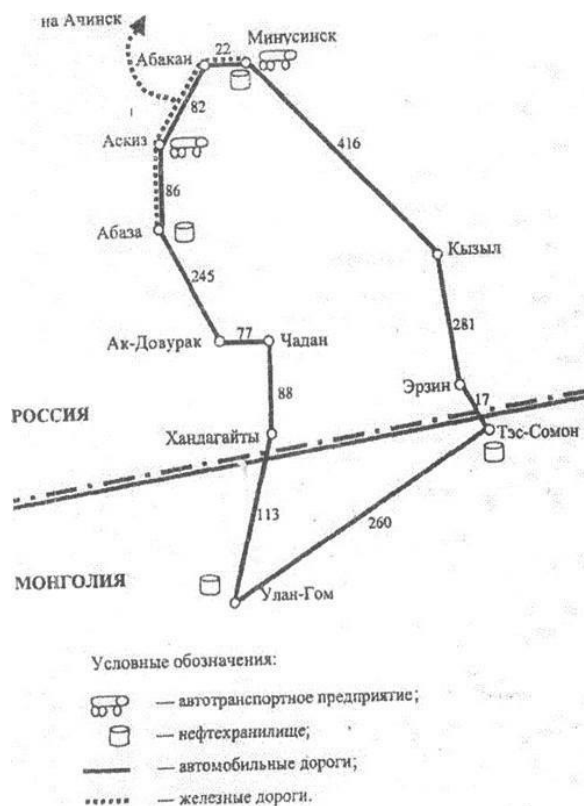 на Ачинск
22
Минусинск
Абакан
82
Аскиз
416
86
Абаза
Кызыл
245
281
Ак-Довурак
77
Чадан
Эрзин
17
88
РОССИЯ
Хандагайты
Тэс-Сомон
113
260
МОНГОЛИЯ
Улан-Гом
Условные обозначения:
— автотранспортное предприятие;
— нефтехранилище;
— автомобильные дороги;
— железные дороги.